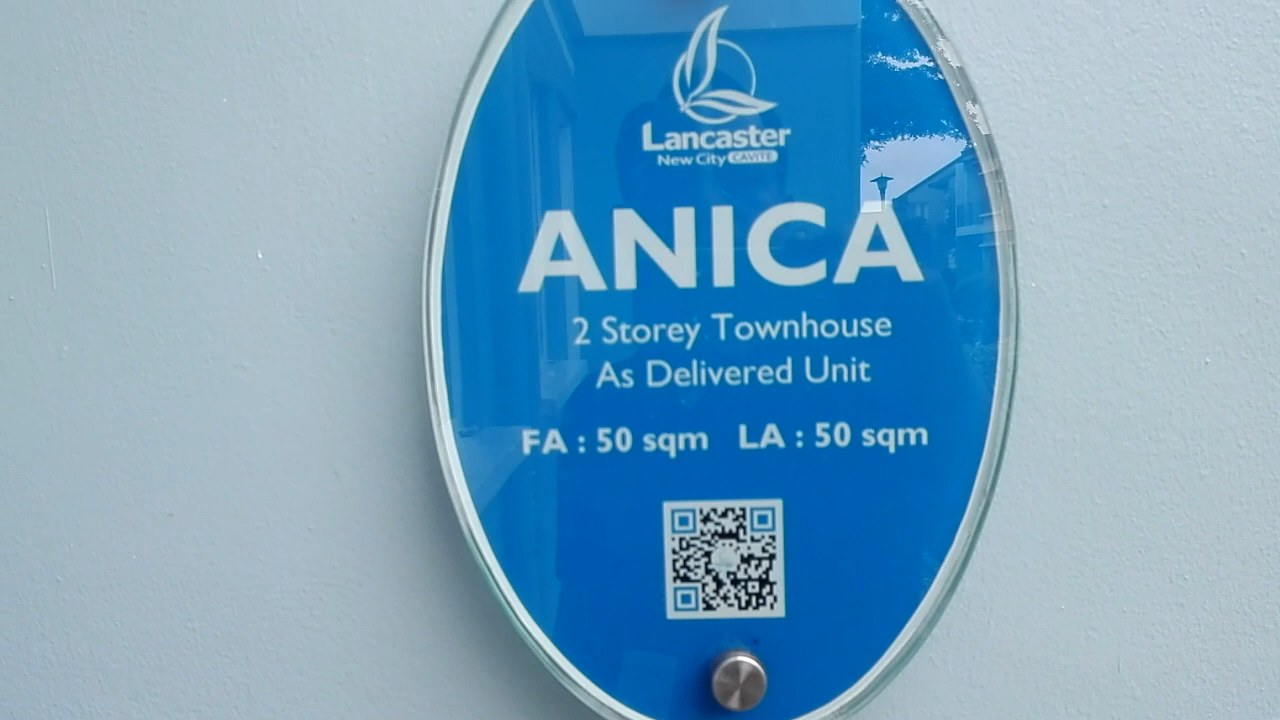 Lancaster
New City CAVITE
ANICA
2 Storey Townhouse
As Delivered Unit
FA : 50 sqm LA : 50 sqm